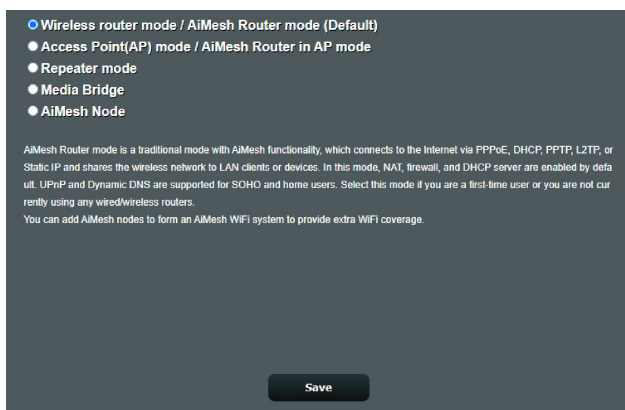 Wireless router mode / AiMesh Router mode (Default)
Access Point(AP) mode / AiMesh Router in AP mode
Repeater mode
Media Bridge
AiMesh Node
AiMesh Router mode is a traditional mode with AiMesh functionality, which connects to the Internet via PPPoE, DHCP, PPTP, L2TP, or
Static IP and shares the wireless network to LAN clients or devices. In this mode, NAT, firewall, and DHCP server are enabled by defa
ult. UPnP and Dynamic DNS are supported for SOHO and home users. Select this mode if you are a first-time user or you are not cur
rently using any wired/wireless routers.
You can add AiMesh nodes to form an AiMesh WiFi system to provide extra WiFi coverage.
Save